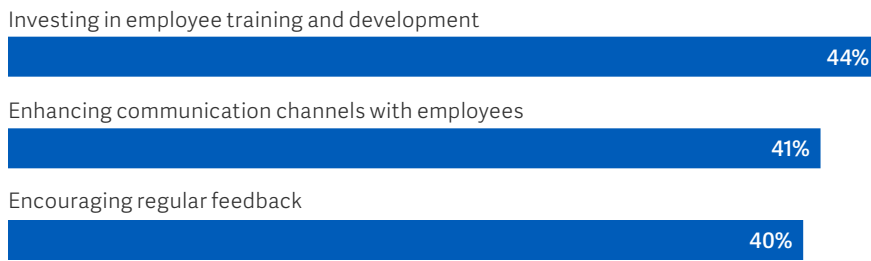 Investing in employee training and development
44%
Enhancing communication channels with employees
41%
Encouraging regular feedback
40%